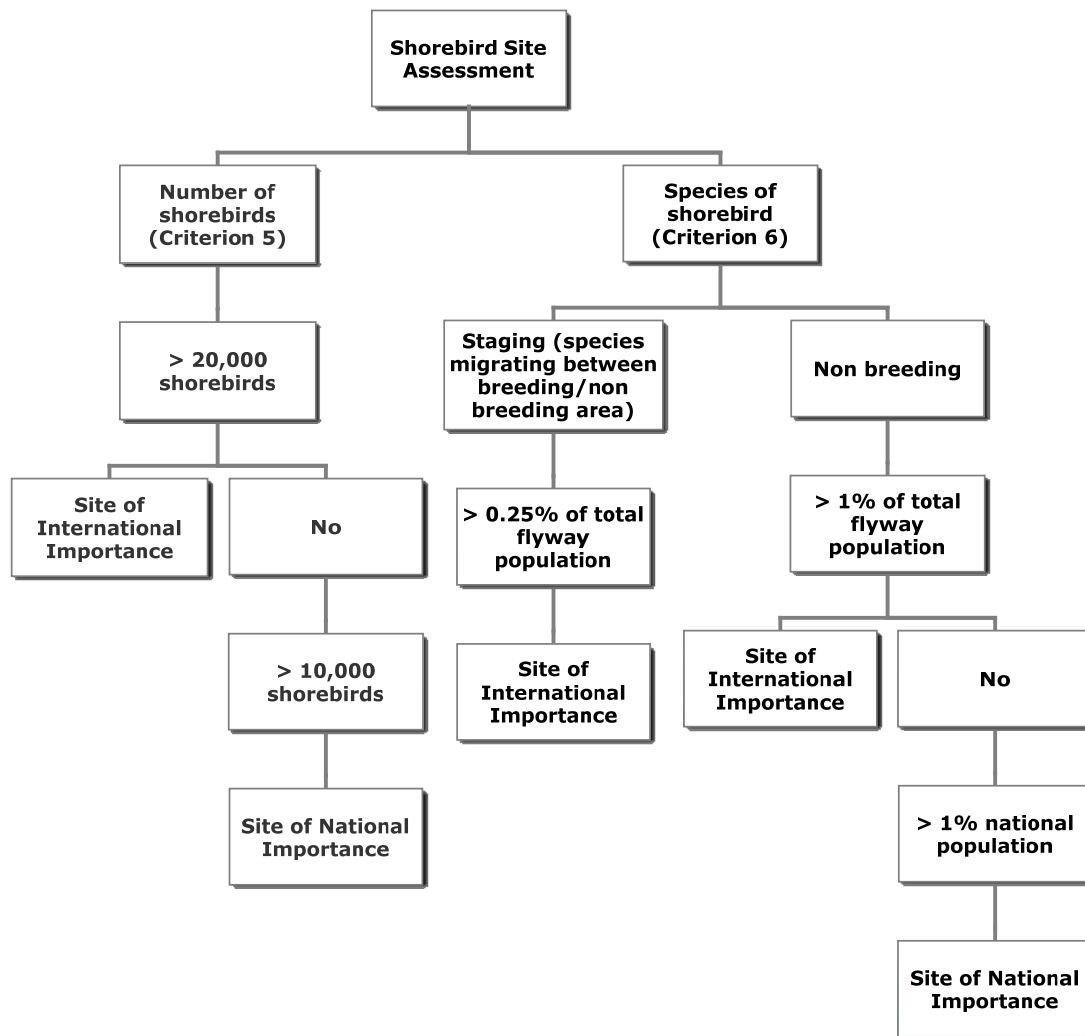 Shorebird Site
Assessment
Number of
shorebirds
(Criterion 5)
Species of
shorebird
(Criterion 6)
> 20,000
shorebirds
Staging (species
migrating between
breeding/non
breeding area)
Non breeding
Site of
International
Importance
No
> 0.25% of total
flyway
population
> 1% of total
flyway
population
> 10,000
shorebirds
Site of
International
Importance
Site of
International
Importance
No
Site of National
Importance
> 1% national
population
Site of National
Importance